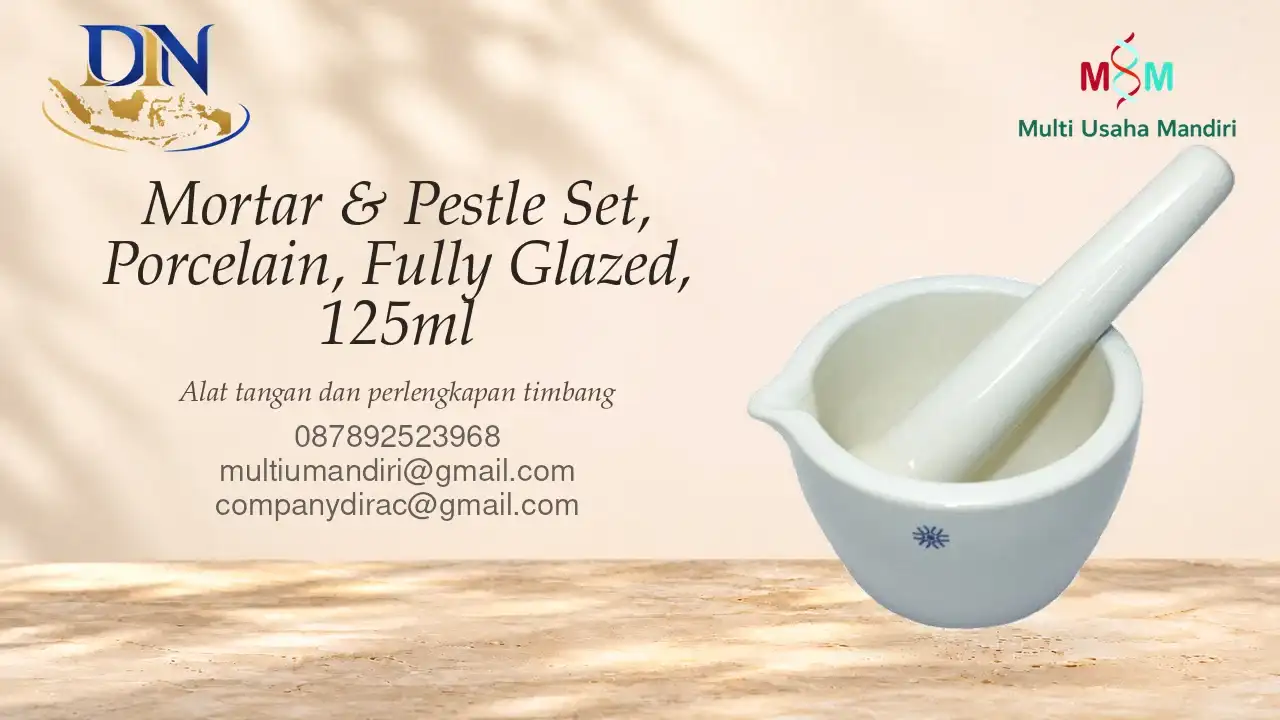 DN
M M
Multi Usaha Mandiri
Mortar & Pestle Set,
Porcelain, Fully Glazed,
125ml
Alat tangan dan perlengkapan timbang
087892523968
multiumandiri@gmail.com
companydirac@gmail.com